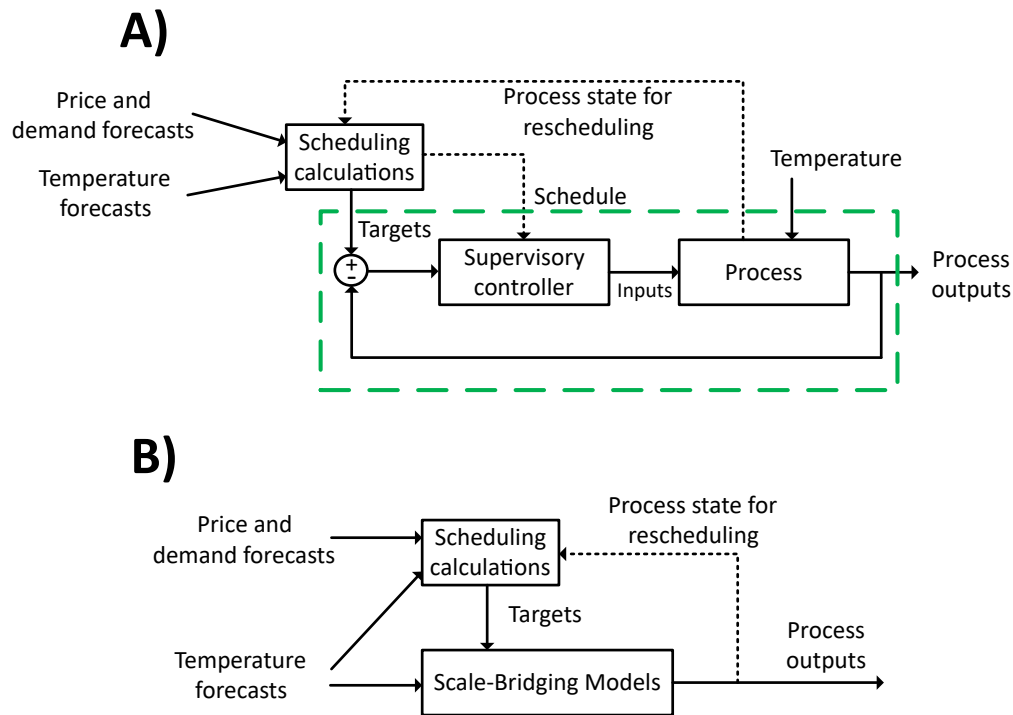 A)
Price and
demand forecasts
Temperature
forecasts
Scheduling
calculations
Process state for
rescheduling
Temperature
Schedule
Targets
+
-
Supervisory
controller
Inputs
Process
Process
outputs
B)
Price and
demand forecasts
Scheduling
calculations
Process state for
rescheduling
Targets
Temperature
forecasts
Scale-Bridging Models
Process
outputs